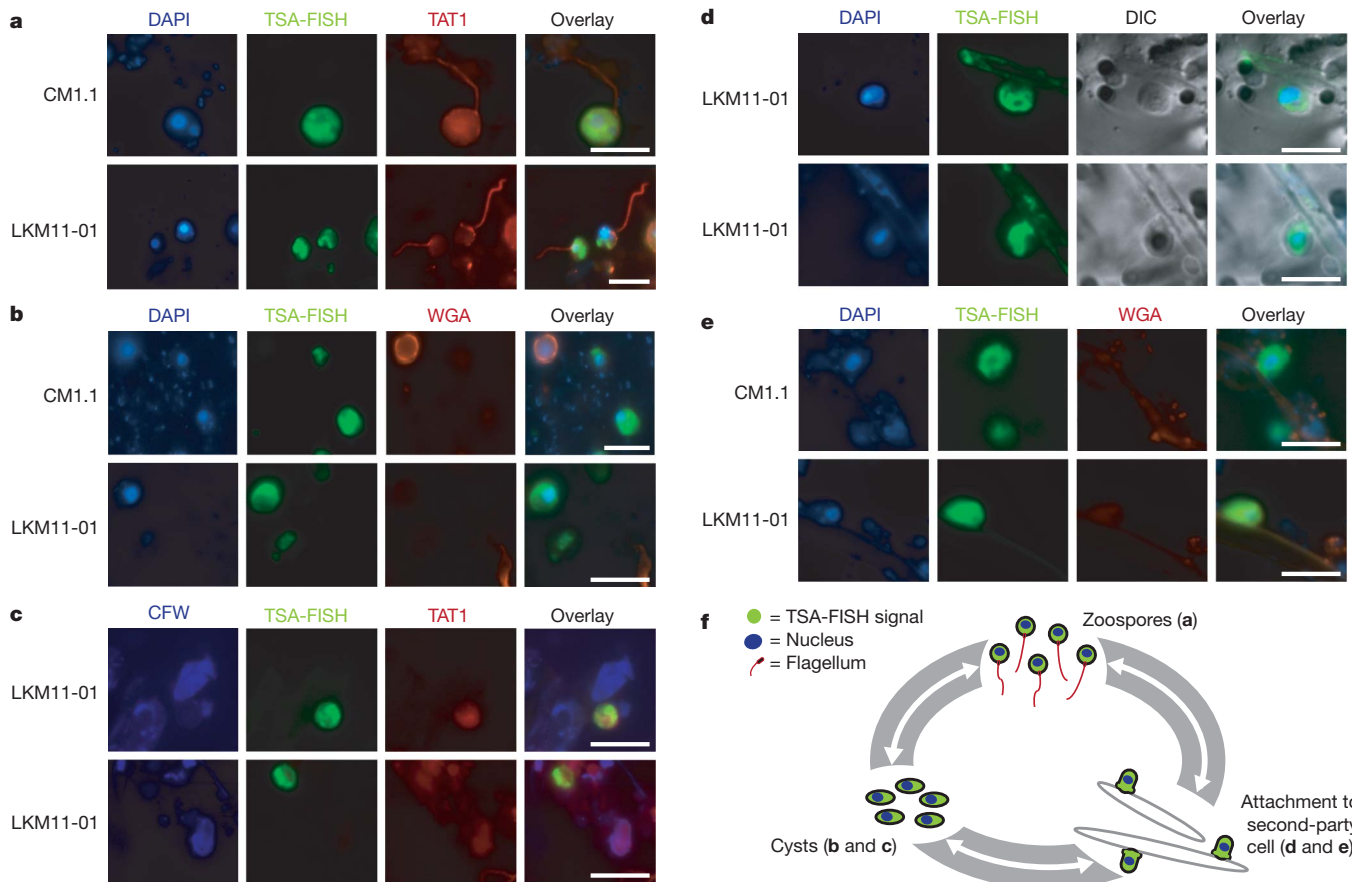 a
DAPI TSA-FISH TAT1 Overlay
CM1.1
LKM11-01
b
DAPI TSA-FISH WGA Overlay
CM1.1
LKM11-01
c
CFW TSA-FISH TAT1 Overlay
LKM11-01
LKM11-01
d
DAPI TSA-FISH DIC Overlay
LKM11-01
LKM11-01
e
DAPI TSA-FISH WGA Overlay
CM1.1
LKM11-01
f
= TSA-FISH signal
= Nucleus
= Flagellum
Zoospores (a)
Cysts (b and c)
Attachment to
second-party
cell (d and e)